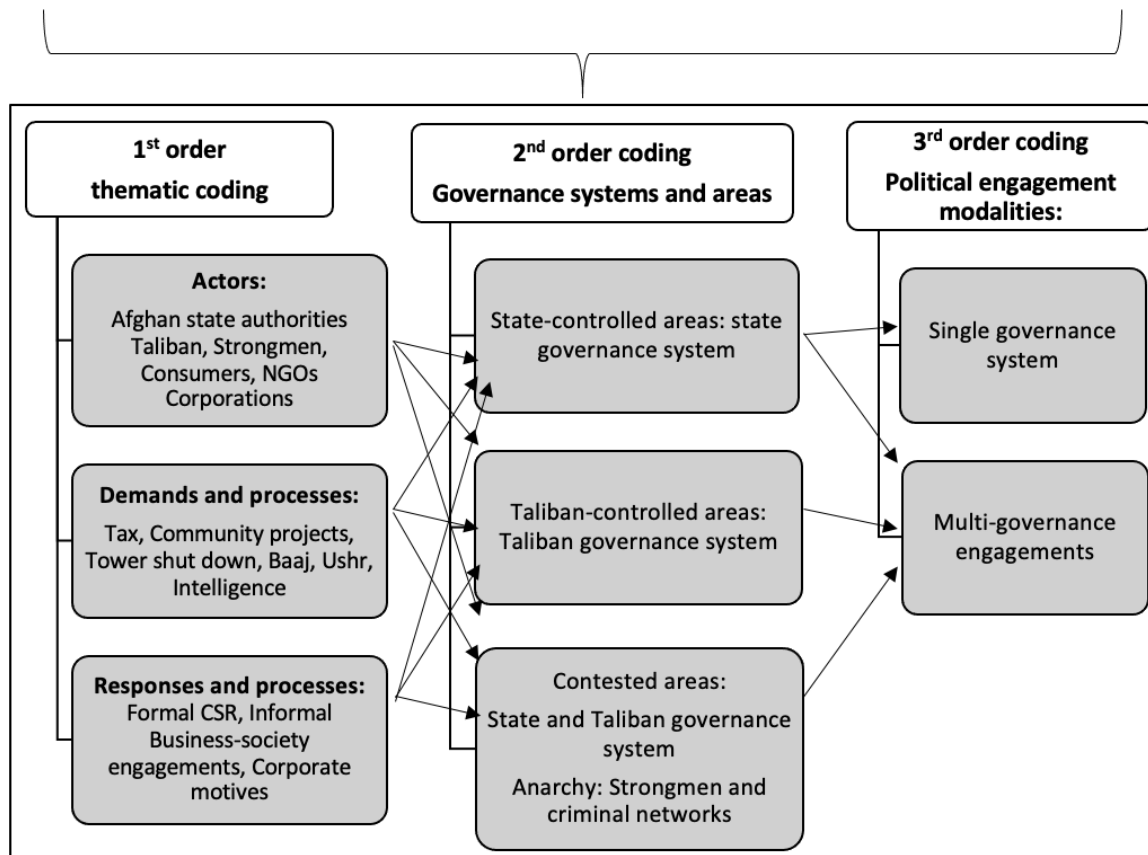 1st order
thematic coding
Actors:
Afghan state authorities
Taliban, Strongmen,
Consumers, NGOs
Corporations
Demands and processes:
Tax, Community projects,
Tower shut down, Baaj, Ushr,
Intelligence
Responses and processes:
Formal CSR, Informal
Business-society
engagements, Corporate
motives
2nd order coding
Governance systems and areas
State-controlled areas: state
governance system
Taliban-controlled areas:
Taliban governance system
Contested areas:
State and Taliban governance
system
Anarchy: Strongmen and
criminal networks
3rd order coding
Political engagement
modalities:
Single governance
system
Multi-governance
engagements